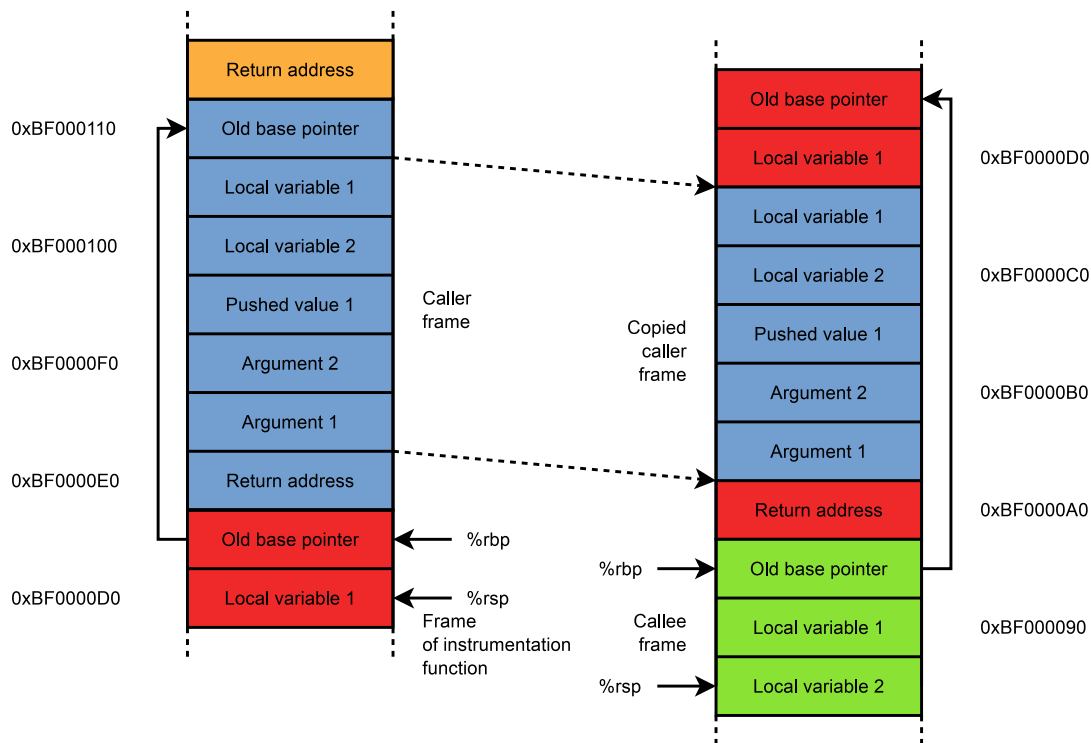 Return address
0xBF000110
Old base pointer
Local variable 1
0xBF000100
Local variable 2
Pushed value 1
Caller
frame
0xBF0000F0
Argument 2
Argument 1
0xBF0000E0
Return address
Old base pointer
%rbp
0xBF0000D0
Local variable 1
%rsp
Frame
of instrumentation
function
Old base pointer
Local variable 1
0xBF0000D0
Local variable 1
Local variable 2
0xBF0000C0
Copied
caller
frame
Pushed value 1
Argument 2
0xBF0000B0
Argument 1
Return address
0xBF0000A0
%rbp
Old base pointer
Callee
frame
Local variable 1
0xBF000090
%rsp
Local variable 2